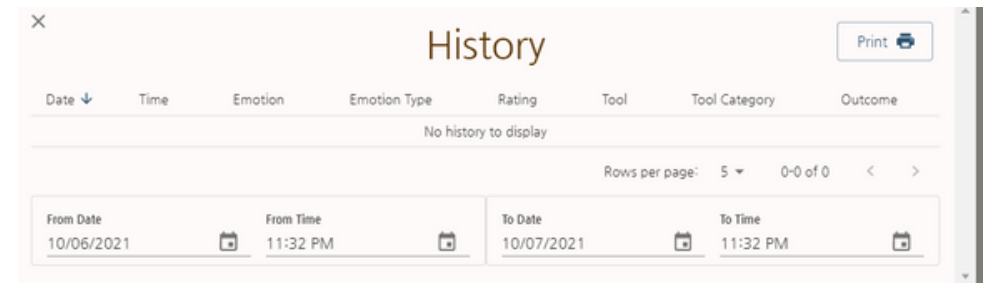 History
Print
Date Time Emotion Emotion Type Rating Tool Tool Category Outcome
No history to display
Rows per page: 5 0-0 of 0
From Date From Time To Date To Time
10/06/2021 11:32 PM 10/07/2021 11:32 PM